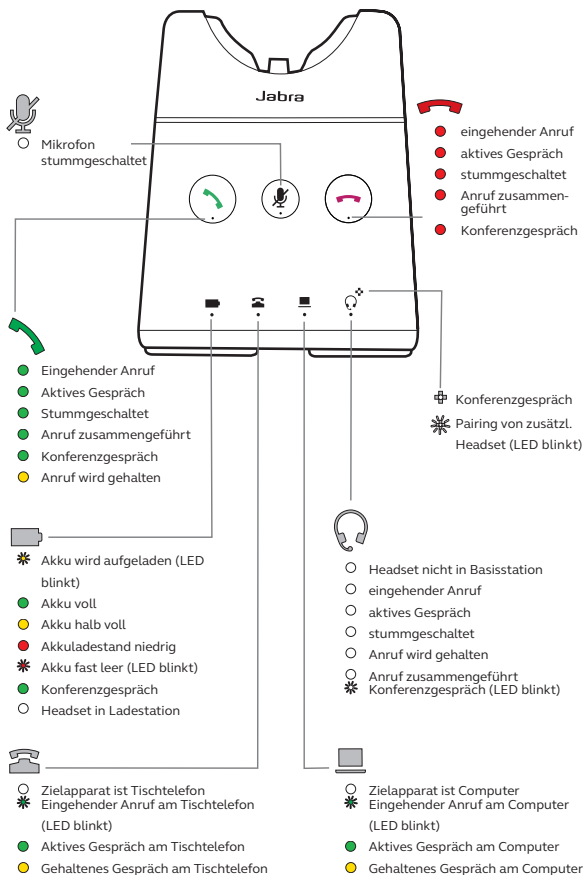 Jabra
Mikrofon
stummgeschaltet
eingehender Anruf
aktives Gespräch
stummgeschaltet
Anruf zusammen-
geführt
Konferenzgespräch
Eingehender Anruf
Aktives Gespräch
Stummgeschaltet
Anruf zusammengeführt
Konferenzgespräch
Anruf wird gehalten
Konferenzgespräch
Pairing von zusätzl.
Headset (LED blinkt)
Akku wird aufgeladen (LED
blinkt)
Akku voll
Akku halb voll
Akkuladestand niedrig
Akku fast leer (LED blinkt)
Konferenzgespräch
Headset in Ladestation
Headset nicht in Basisstation
eingehender Anruf
aktives Gespräch
stummgeschaltet
Anruf wird gehalten
Anruf zusammengeführt
Konferenzgespräch (LED blinkt)
Zielapparat ist Tischtelefon
Eingehender Anruf am Tischtelefon
(LED blinkt)
Aktives Gespräch am Tischtelefon
Gehaltenes Gespräch am Tischtelefon
Zielapparat ist Computer
Eingehender Anruf am Computer
(LED blinkt)
Aktives Gespräch am Computer
Gehaltenes Gespräch am Computer